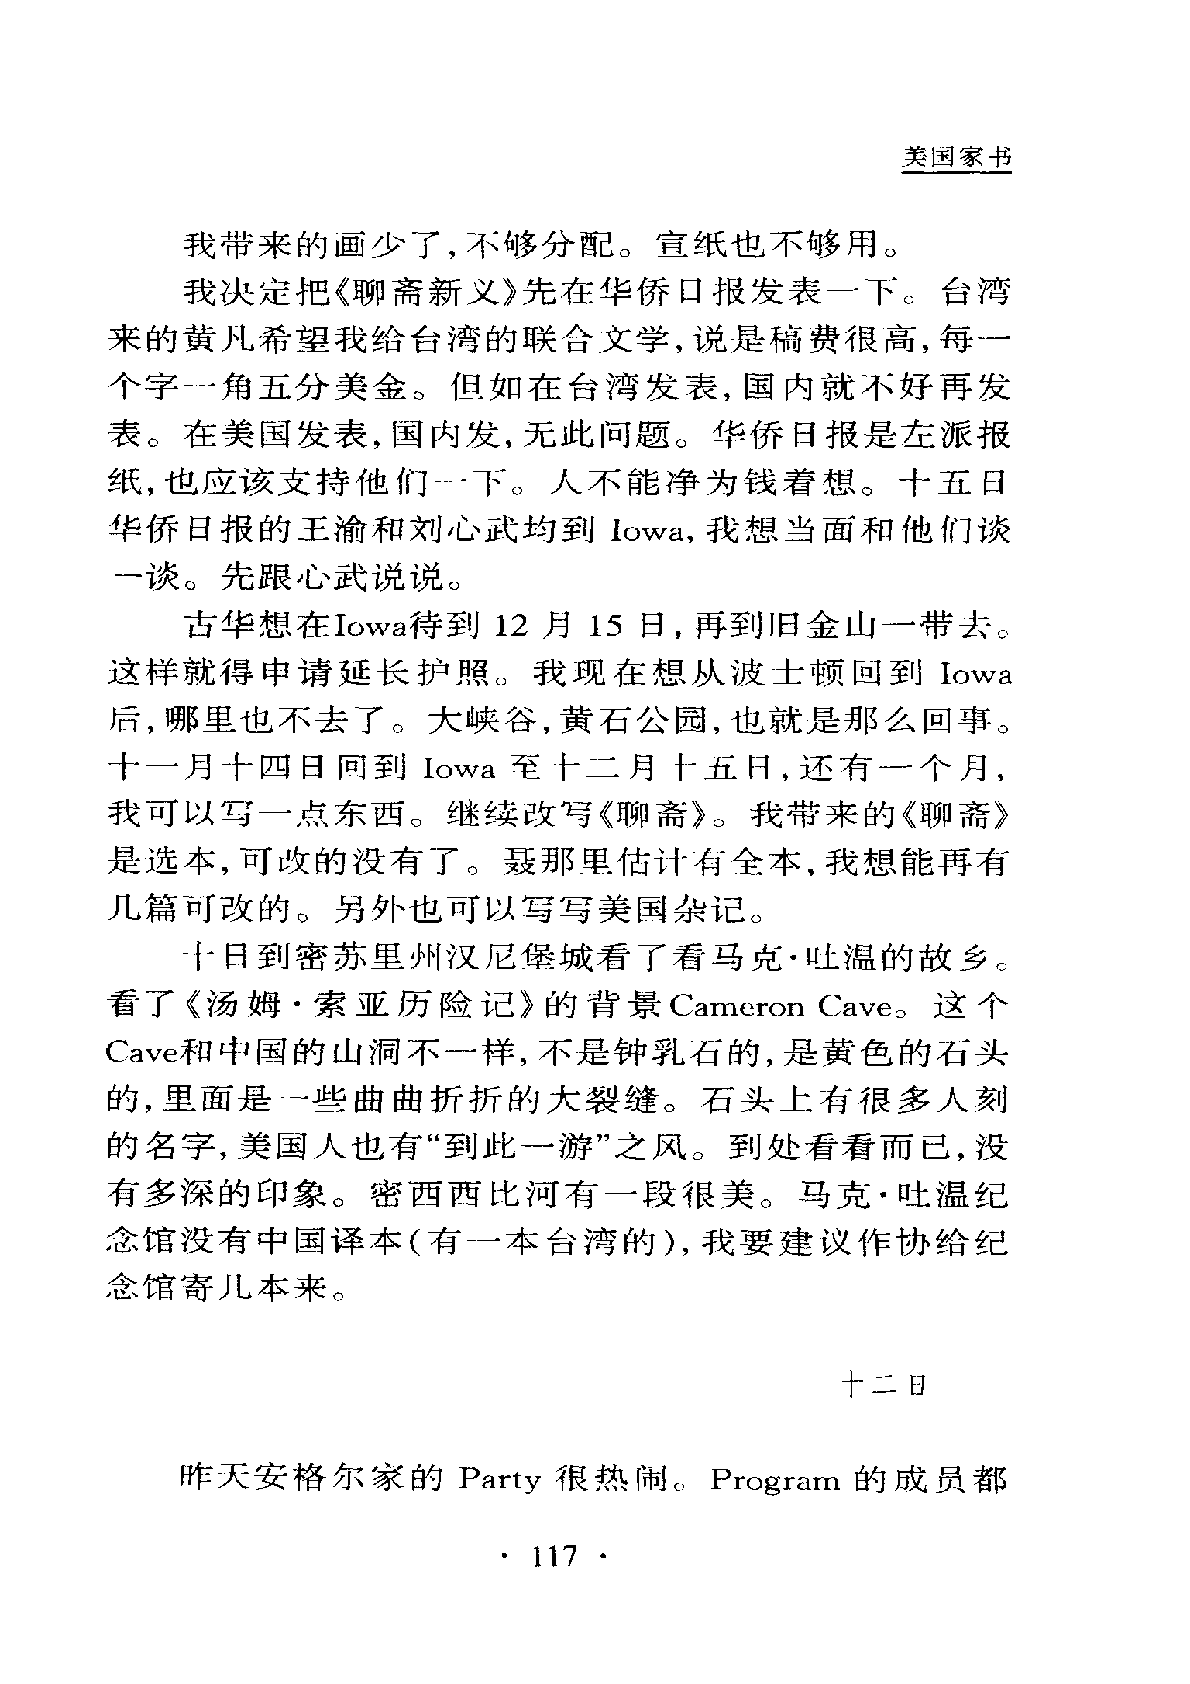 美国家书
我带来的画少了,不够分配。宣纸也不够用。
我决定把《聊斋新义》先在华侨日报发表一下。台湾
来的黄凡希望我给台湾的联合文学,说是稿费很高,每一
个字一角五分美金。但如在台湾发表,国内就不好再发
表。在美国发表,国内发,无此问题。华侨日报是左派报
纸,也应该支持他们一下。人不能净为钱着想。十五日
华侨日报的王渝和刘心武均到 Iowa,我想当面和他们谈
一谈。先跟心武说说。
古华想在Iowa待到 12 月 15 日,再到旧金山一带去。
这样就得申请延长护照。我现在想从波士顿回到 Iowa
后,哪里也不去了。大峡谷,黄石公园,也就是那么回事。
十一月十四日回到 Iowa 至十二月十五日,还有一个月,
我可以写一点东西。继续改写《聊斋》。我带来的《聊斋》
是选本,可改的没有了。聂那里估计有全本,我想能再有
几篇可改的。另外也可以写写美国杂记。
十日到密苏里州汉尼堡城看了看马克·吐温的故乡。
看了《汤姆·索亚历险记》的背景Cameron Cave。这个
Cave和中国的山洞不一样,不是钟乳石的,是黄色的石头
的,里面是一些曲曲折折的大裂缝。石头上有很多人刻
的名字,美国人也有“到此一游”之风。到处看看而已,没
有多深的印象。密西西比河有一段很美。马克·吐温纪
念馆没有中国译本(有一本台湾的),我要建议作协给纪
念馆寄几本来。
十二日
昨天安格尔家的 Party 很热闹。Program 的成员都
· 117 ·